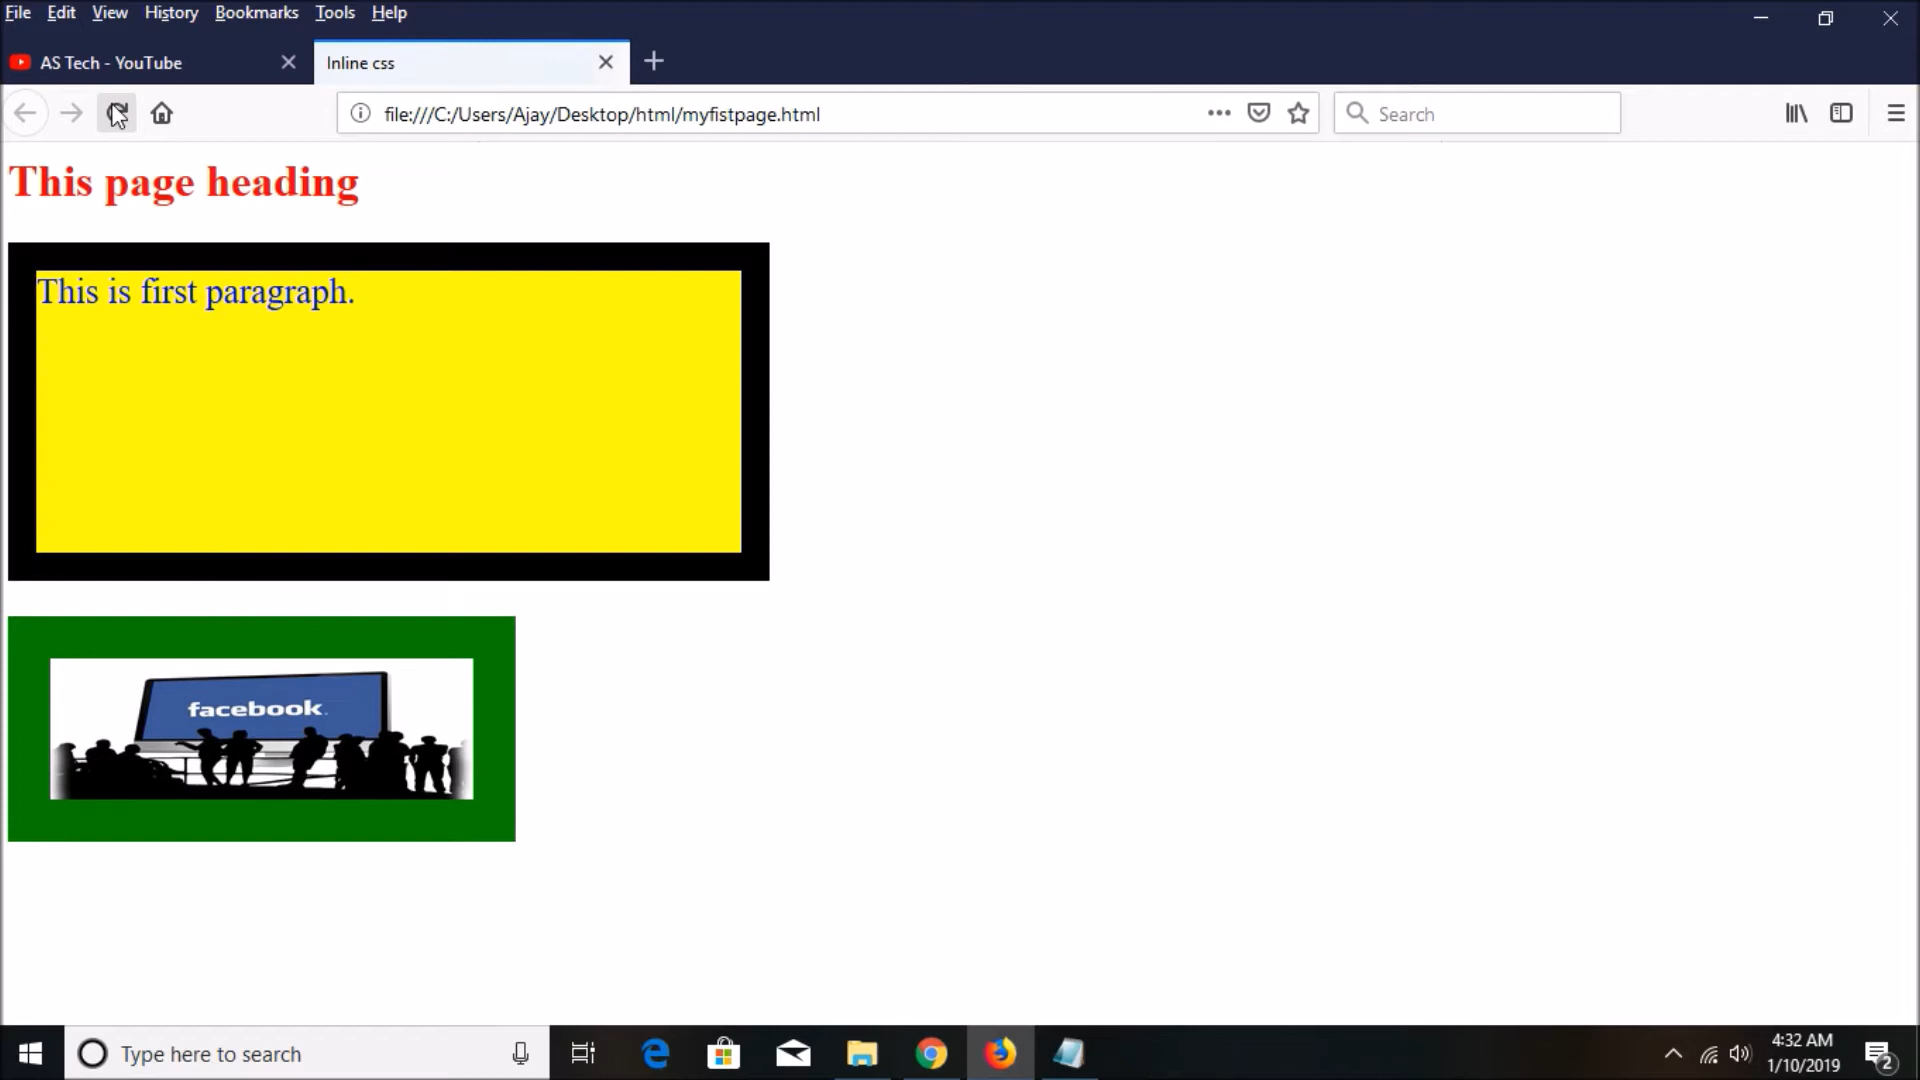 File Edit View History Bookmarks Tools Help
AS Tech - YouTube
Inline css
file:///C:/Users/Ajay/Desktop/html/myfistpage.html
Search
This page heading
This is first paragraph.
facebook.
Type here to search
4:32 AM
1/10/2019
2